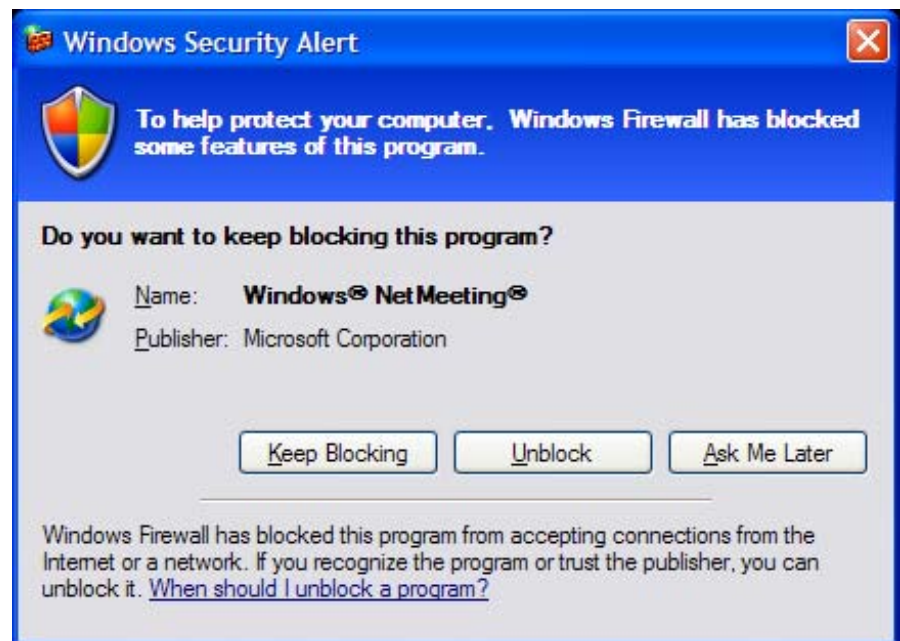 Windows Security Alert
To help protect your computer, Windows Firewall has blocked
some features of this program.
Do you want to keep blocking this program?
Name: Windows® NetMeeting®
Publisher: Microsoft Corporation
Keep Blocking Unblock Ask Me Later
Windows Firewall has blocked this program from accepting connections from the
Internet or a network. If you recognize the program or trust the publisher, you can
unblock it. When should I unblock a program?